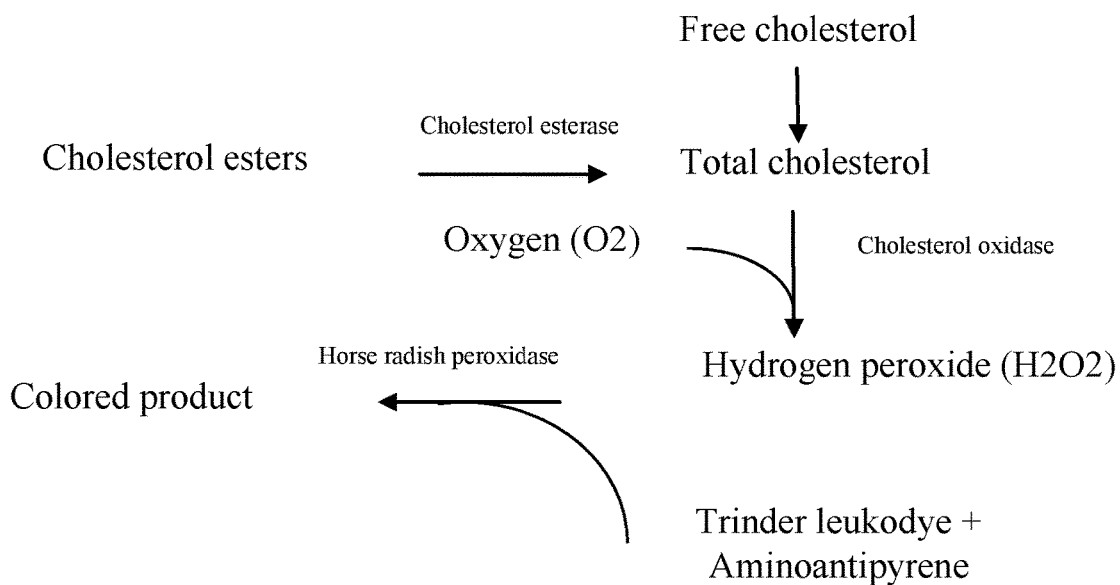 Free cholesterol
Cholesterol esterase
Cholesterol esters
Total cholesterol
Oxygen (O2)
Cholesterol oxidase
Horse radish peroxidase
Hydrogen peroxide (H2O2)
Colored product
Trinder leukodye +
Aminoantipyrene